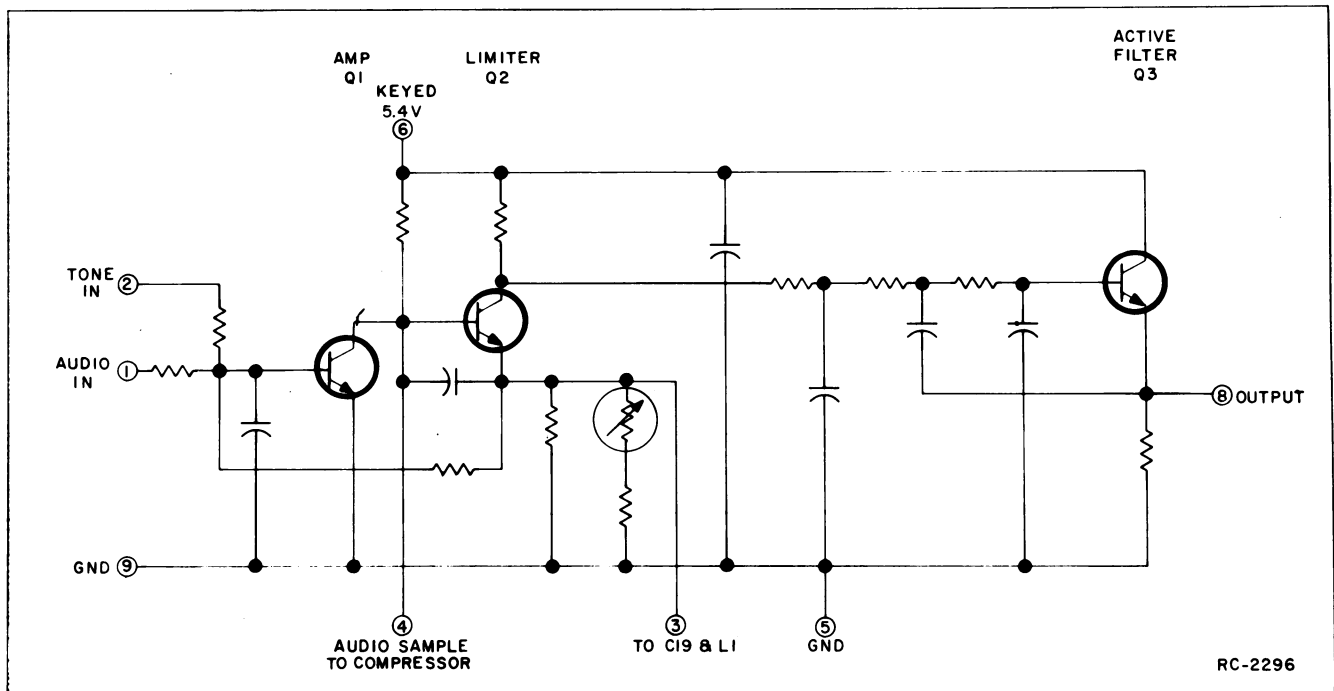 AMP
Q1
LIMITER
Q2
ACTIVE
FILTER
Q3
KEYED
5.4V
6
TONE
IN 2
AUDIO
IN 1
8 OUTPUT
GND 9
4
AUDIO SAMPLE
TO COMPRESSOR
3
TO C19 & L1
5
GND
RC-2296